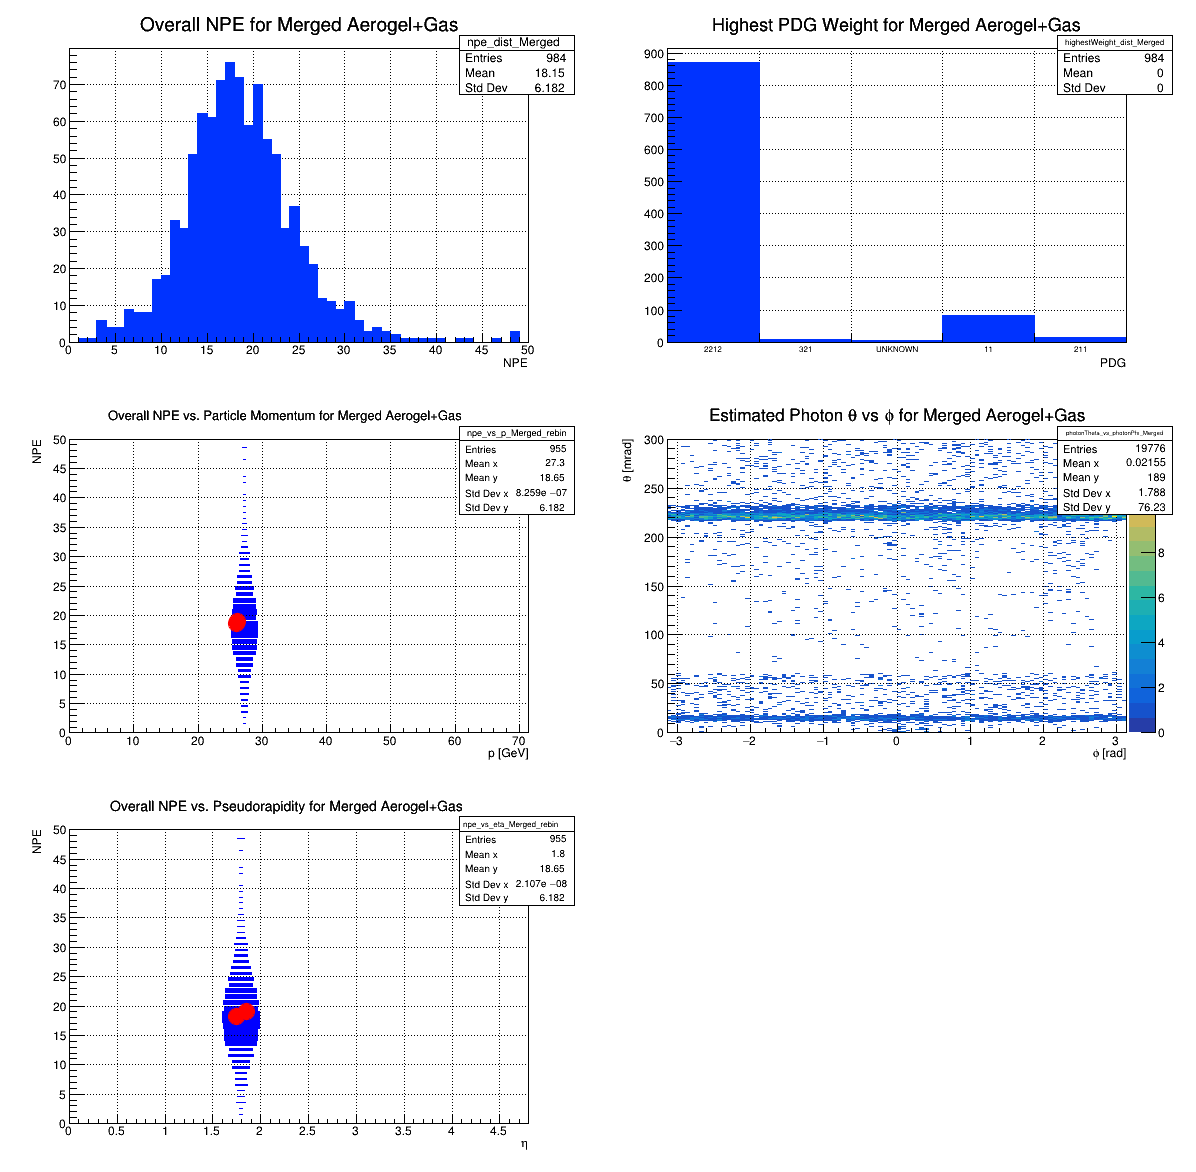 Overall NPE for Merged Aerogel+Gas
npe_dist_Merged
Entries 984
Mean 18.15
Std Dev 6.182
70
60
50
40
30
20
10
0
0 5 10 15 20 25 30 35 40 45 50
NPE
Highest PDG Weight for Merged Aerogel+Gas
highestWeight_dist_Merged
Entries 984
Mean 0
Std Dev 0
900
800
700
600
500
400
300
200
100
0
2212 321 UNKNOWN 11 211
PDG
Overall NPE vs. Particle Momentum for Merged Aerogel+Gas
npe_vs_p_Merged_rebin
Entries 955
Mean x 27.3
Mean y 18.65
Std Dev x 8.259e −07
Std Dev y 6.182
NPE
50
45
40
35
30
25
20
15
10
5
0
0 10 20 30 40 50 60 70
p [GeV]
Estimated Photon θ vs ϕ for Merged Aerogel+Gas
photonTheta_vs_photonPhi_Merged
Entries 19776
Mean x 0.02155
Mean y 189
Std Dev x 1.788
Std Dev y 76.23
θ [mrad]
300
250
200
150
100
50
0
−3 −2 −1 0 1 2 3
ϕ [rad]
8
6
4
2
0
Overall NPE vs. Pseudorapidity for Merged Aerogel+Gas
npe_vs_eta_Merged_rebin
Entries 955
Mean x 1.8
Mean y 18.65
Std Dev x 2.107e −08
Std Dev y 6.182
NPE
50
45
40
35
30
25
20
15
10
5
0
0 0.5 1 1.5 2 2.5 3 3.5 4 4.5
η